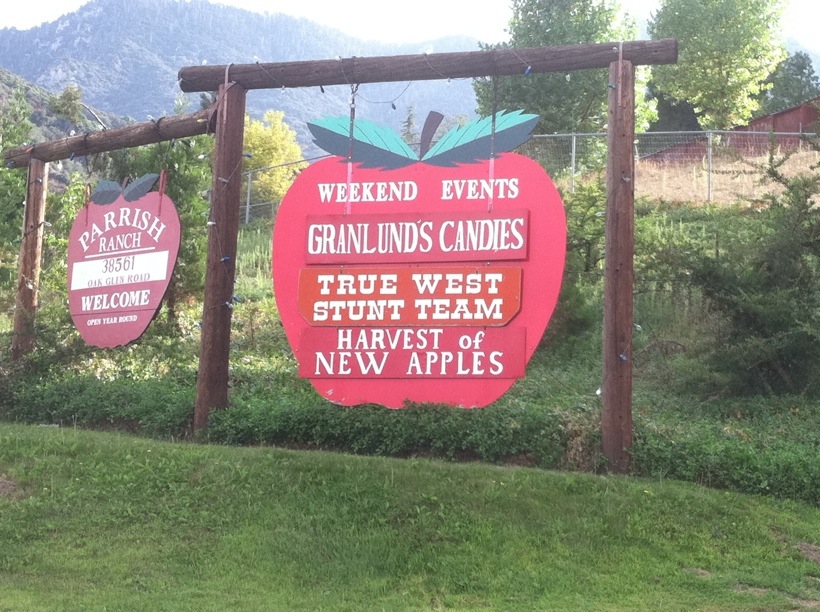 PARRISH
RANCH
38561
OAK GLEN ROAD
WELCOME
OPEN YEAR ROUND
WEEKEND EVENTS
GRANLUND'S CANDIES
TRUE WEST
STUNT TEAM
HARVEST of
NEW APPLES